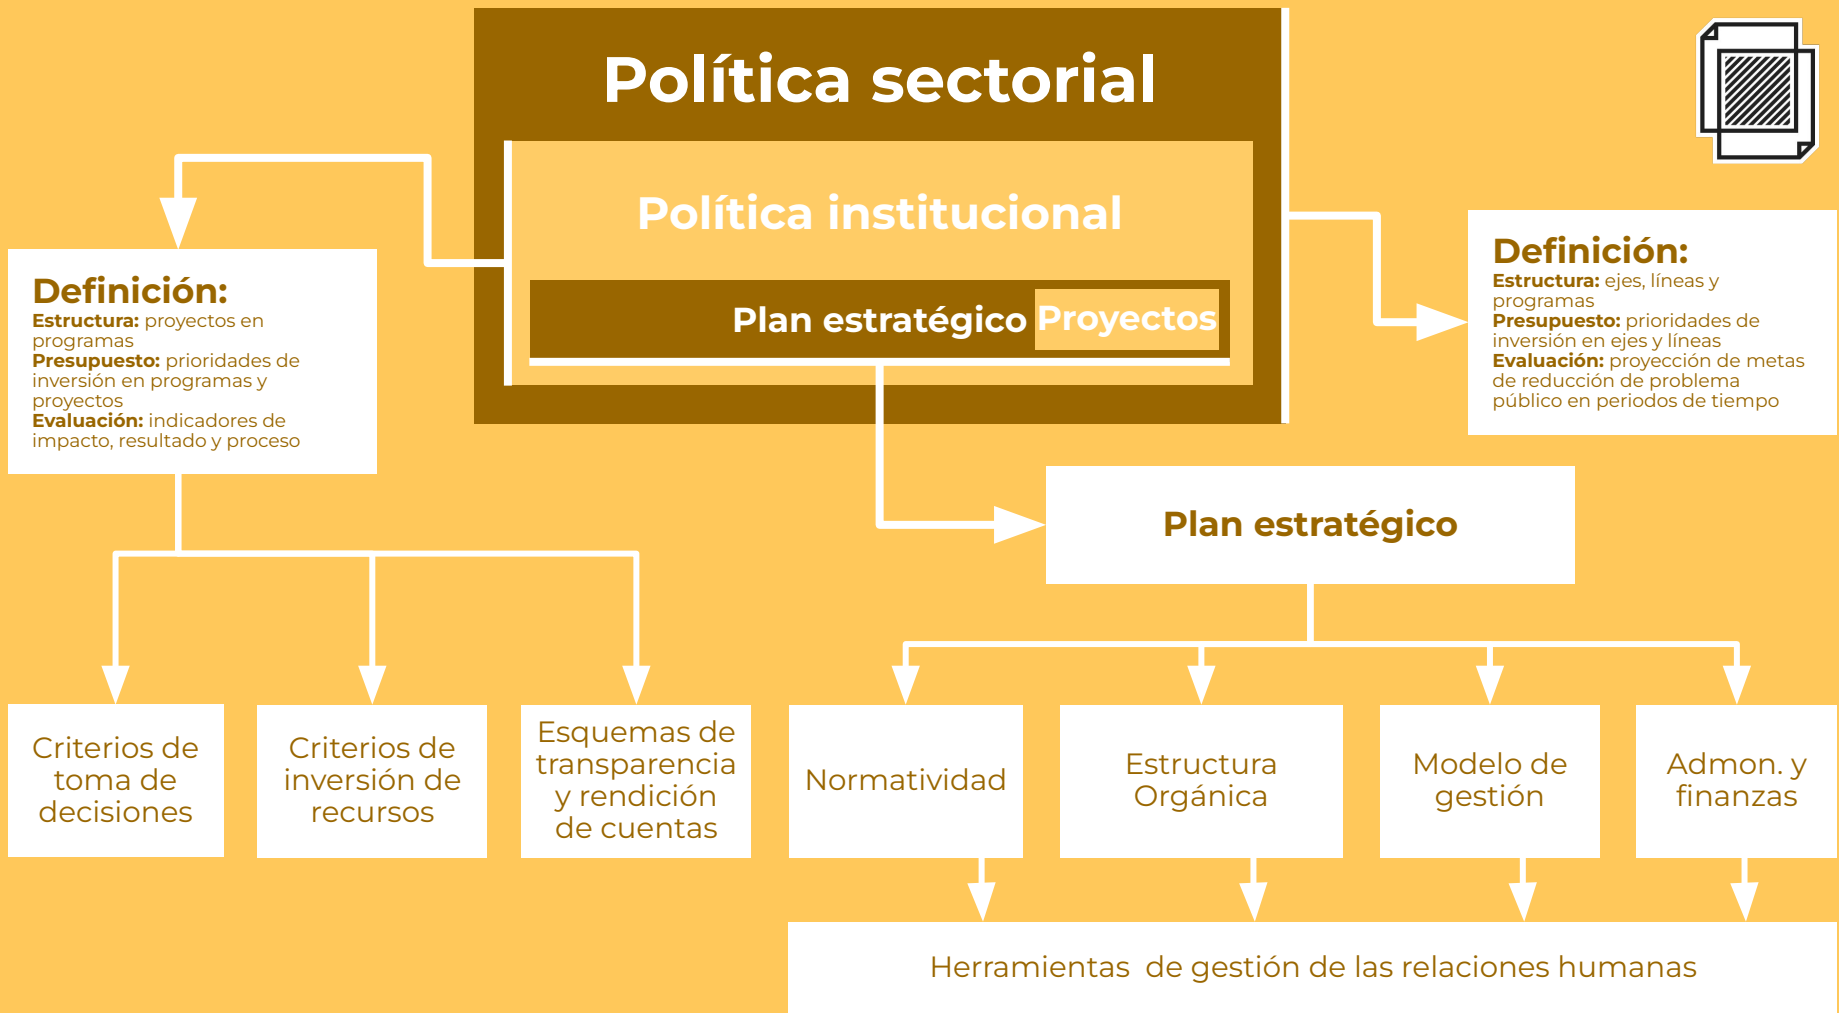 Política sectorial
Política institucional
Plan estratégico
Proyectos
Definición:
Estructura: proyectos en
programas
Presupuesto: prioridades de
inversión en programas y
proyectos
Evaluación: indicadores de
impacto, resultado y proceso
Definición:
Estructura: ejes, líneas y
programas
Presupuesto: prioridades de
inversión en ejes y líneas
Evaluación: proyección de metas
de reducción de problema
público en periodos de tiempo
Plan estratégico
Criterios de
toma de
decisiones
Criterios de
inversión de
recursos
Esquemas de
transparencia
y rendición
de cuentas
Normatividad
Estructura
Orgánica
Modelo de
gestión
Admon. y
finanzas
Herramientas de gestión de las relaciones humanas